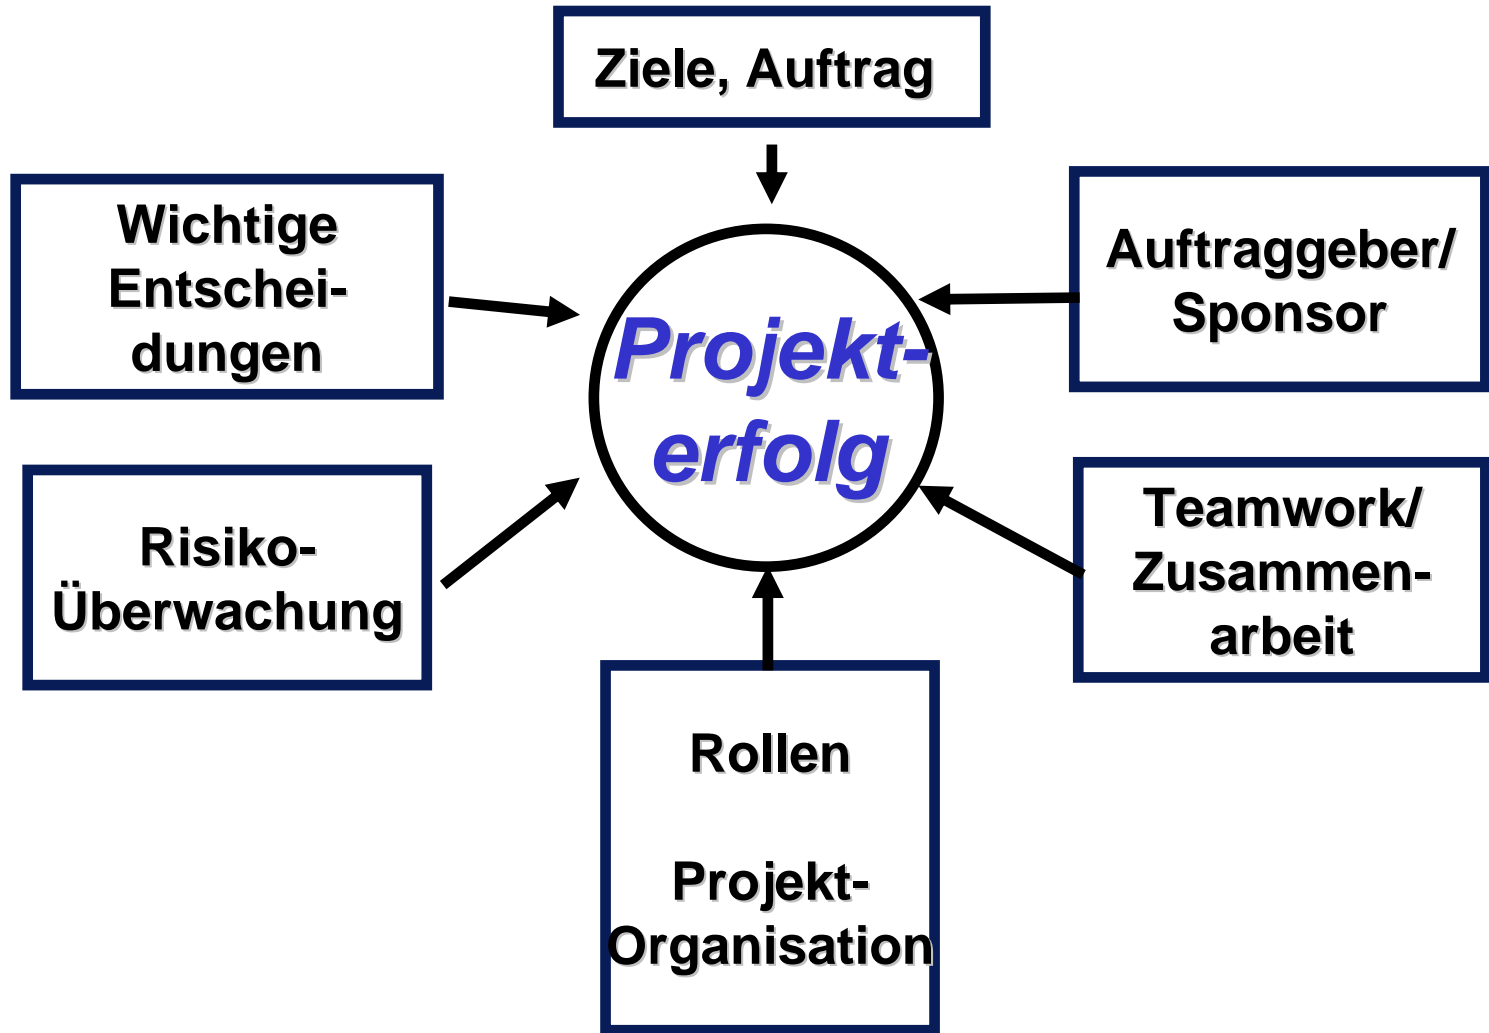 Ziele, Auftrag
Wichtige
Entschei-
dungen
Auftraggeber/
Sponsor
Projekt-
erfolg
Risiko-
Überwachung
Teamwork/
Zusammen-
arbeit
Rollen
Projekt-
Organisation